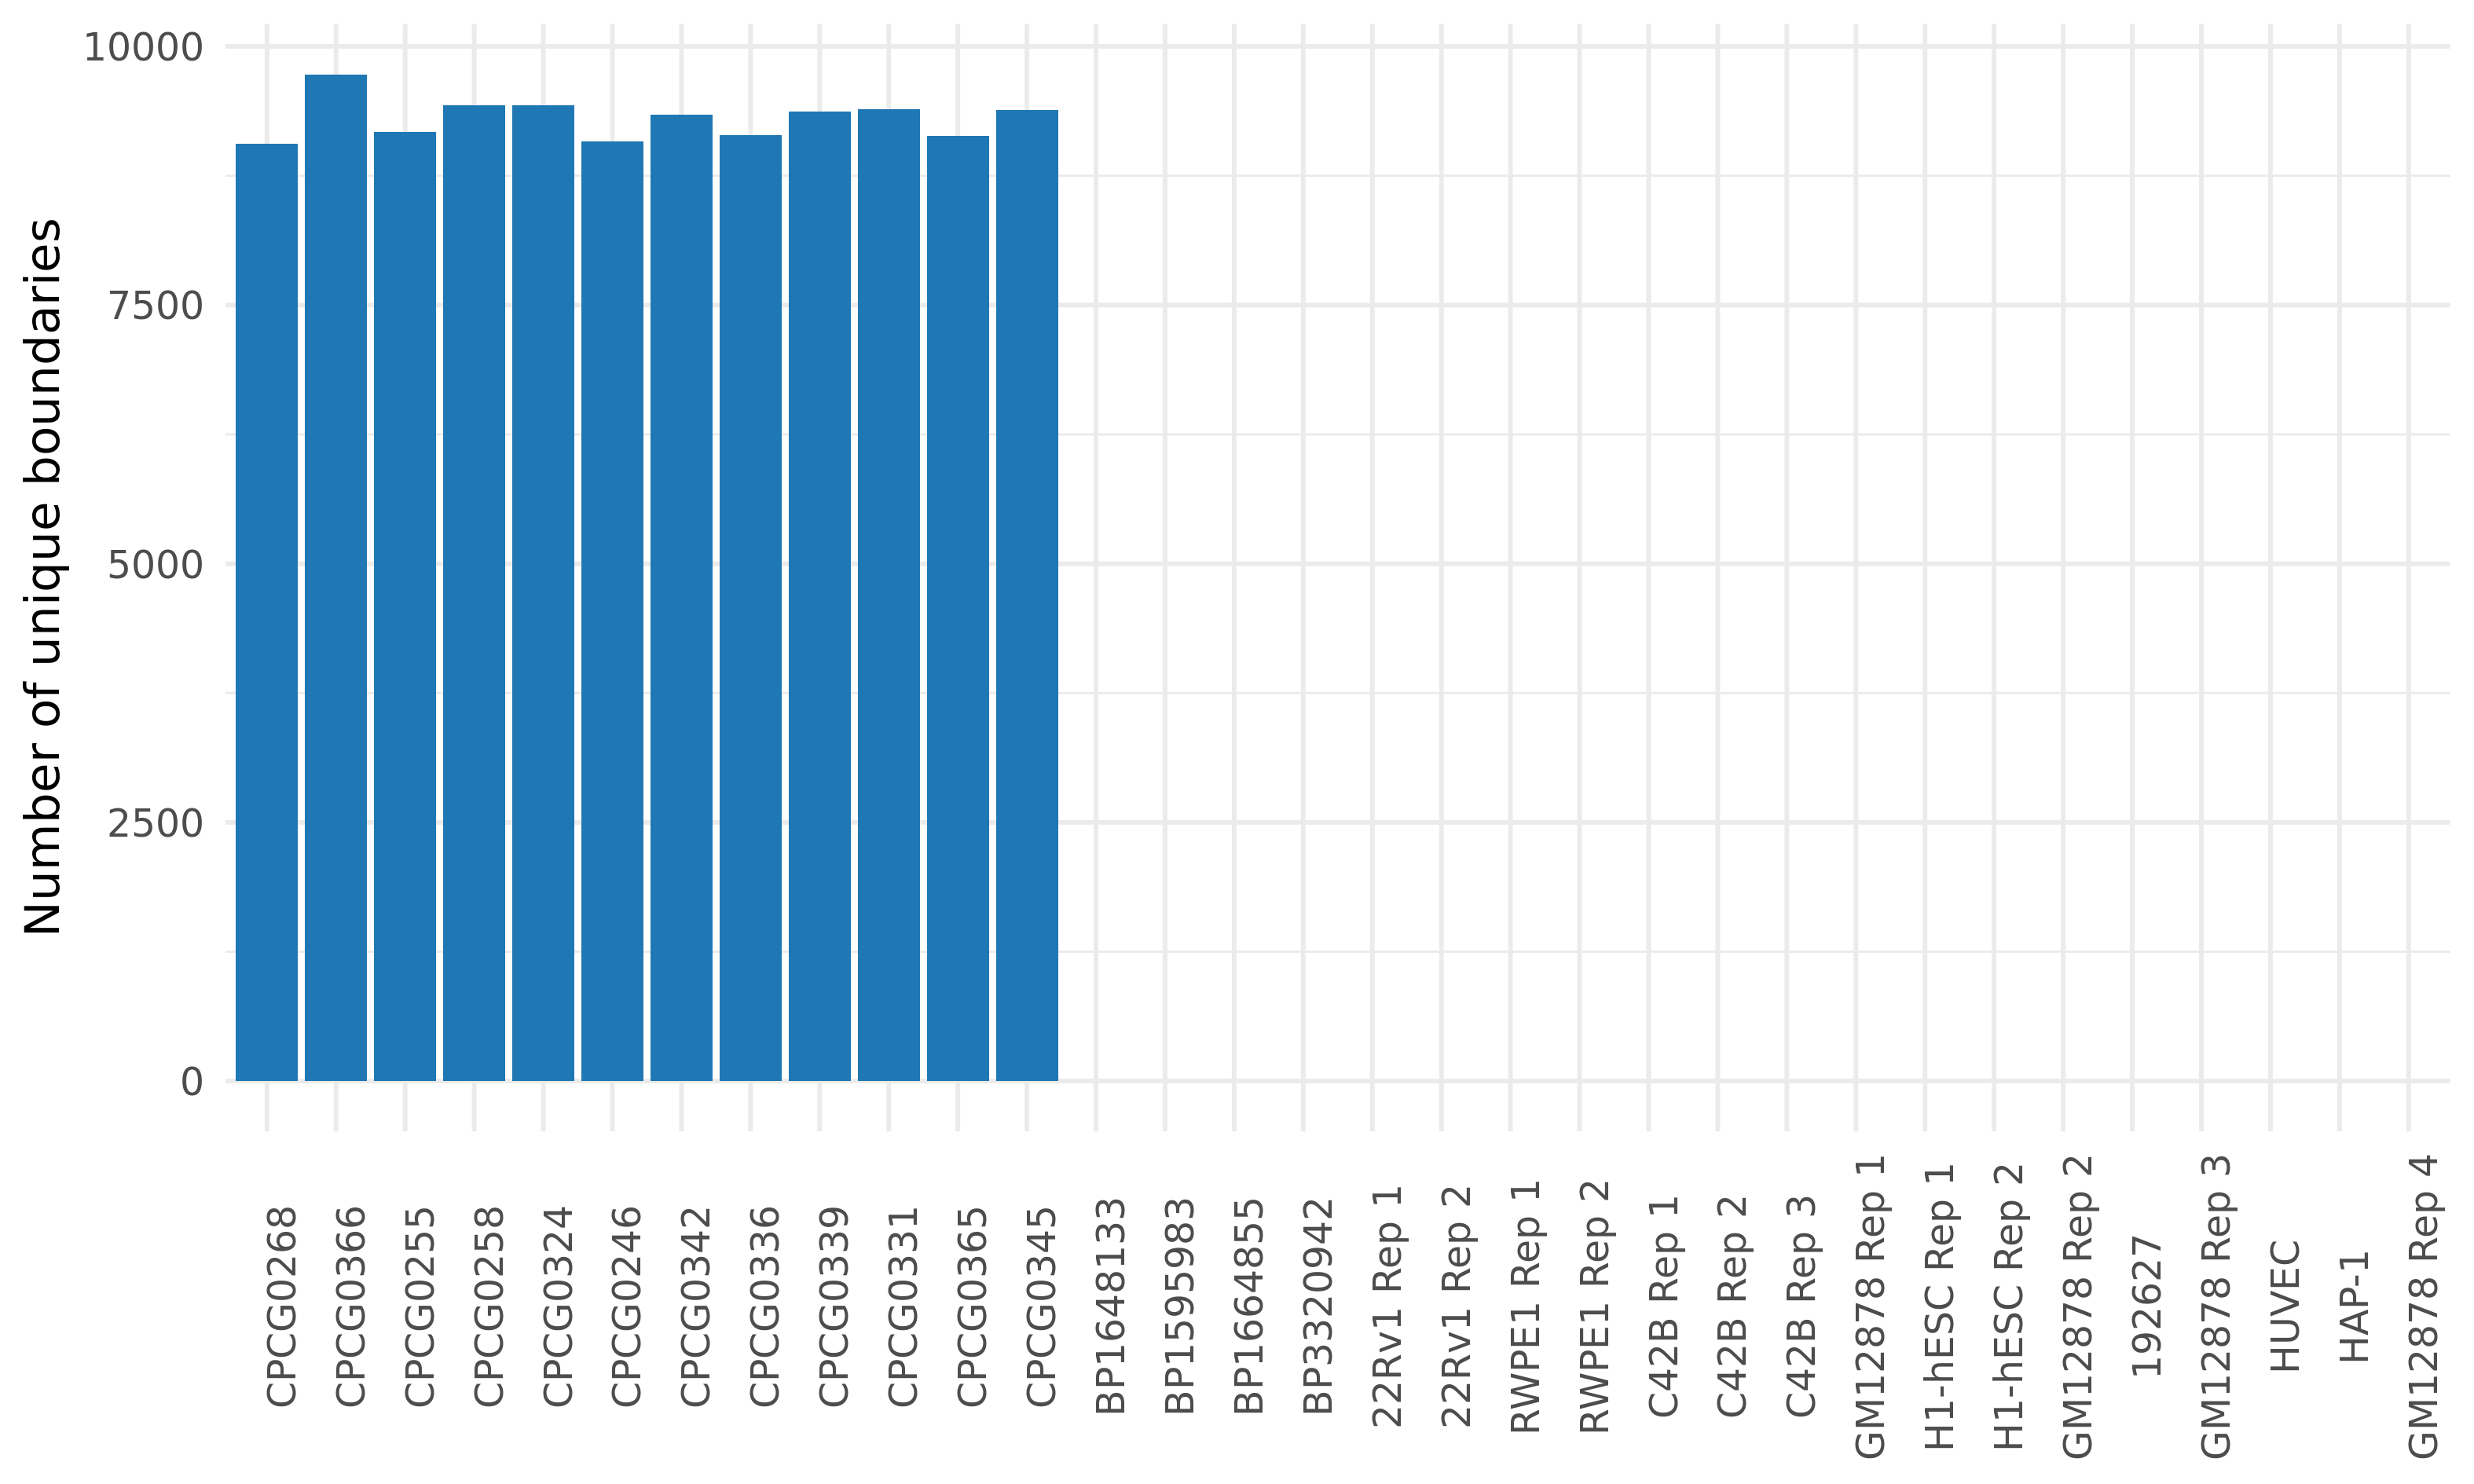 Number of unique boundaries
10000
7500
5000
2500
0
CPCG0268
CPCG0366
CPCG0255
CPCG0258
CPCG0324
CPCG0246
CPCG0342
CPCG0336
CPCG0339
CPCG0331
CPCG0365
CPCG0345
BP1648133
BP1595983
BP1664855
BP3320942
22Rv1 Rep 1
22Rv1 Rep 2
RWPE1 Rep 1
RWPE1 Rep 2
C42B Rep 1
C42B Rep 2
C42B Rep 3
GM12878 Rep 1
H1-hESC Rep 1
H1-hESC Rep 2
GM12878 Rep 2
192627
GM12878 Rep 3
HUVEC
HAP-1
GM12878 Rep 4